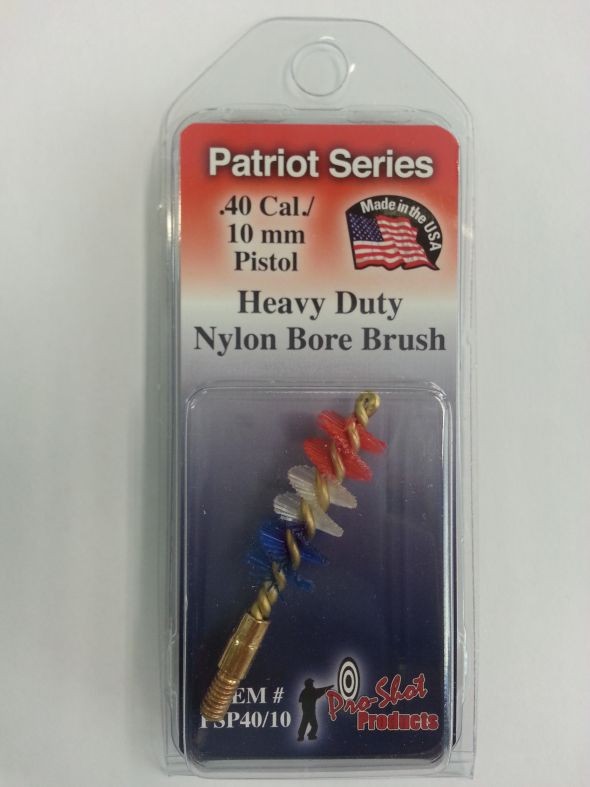 Patriot Series
.40 Cal./
10 mm
Pistol
Made in the USA
Heavy Duty
Nylon Bore Brush
EM #
PSP40/10
Pro-Shot
Products